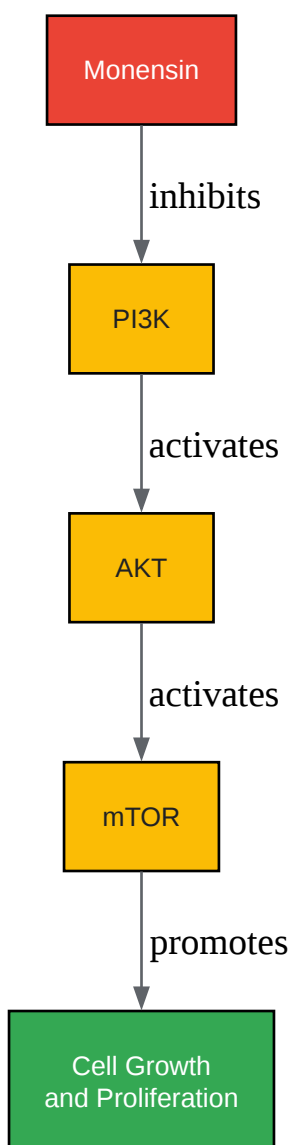 Monensin
inhibits
PI3K
activates
AKT
activates
mTOR
promotes
Cell Growth
and Proliferation